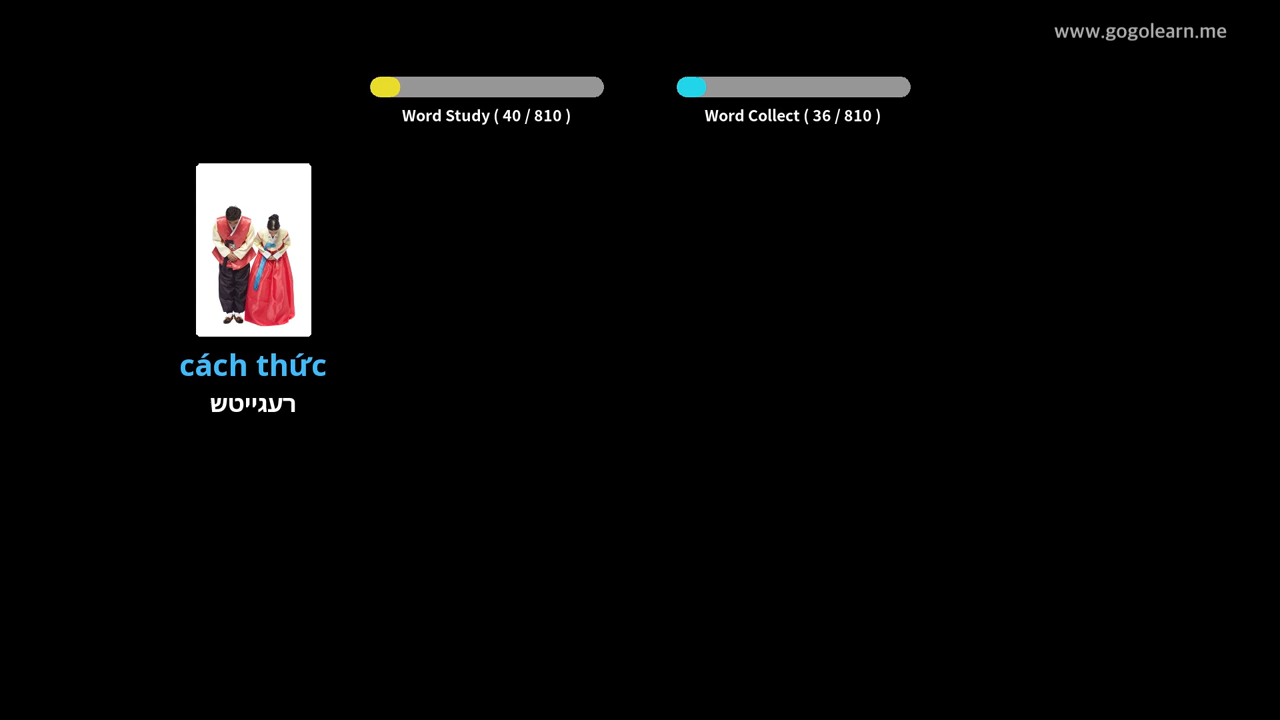 www.gogolearn.me
Word Study ( 40 / 810 )
Word Collect ( 36 / 810 )
cách thức
רעגייטש